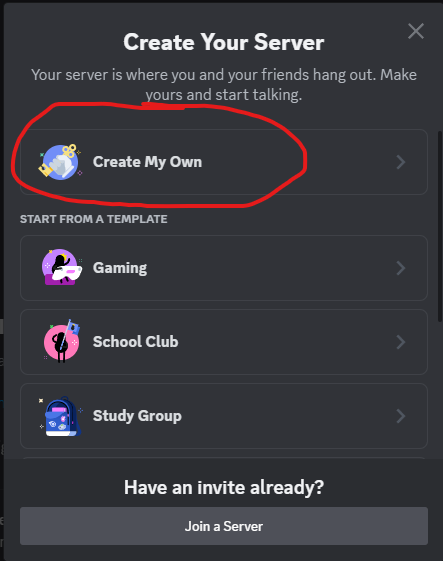 Create Your Server
Your server is where you and your friends hang out. Make
yours and start talking.
Create My Own
START FROM A TEMPLATE
Gaming
School Club
Study Group
Have an invite already?
Join a Server